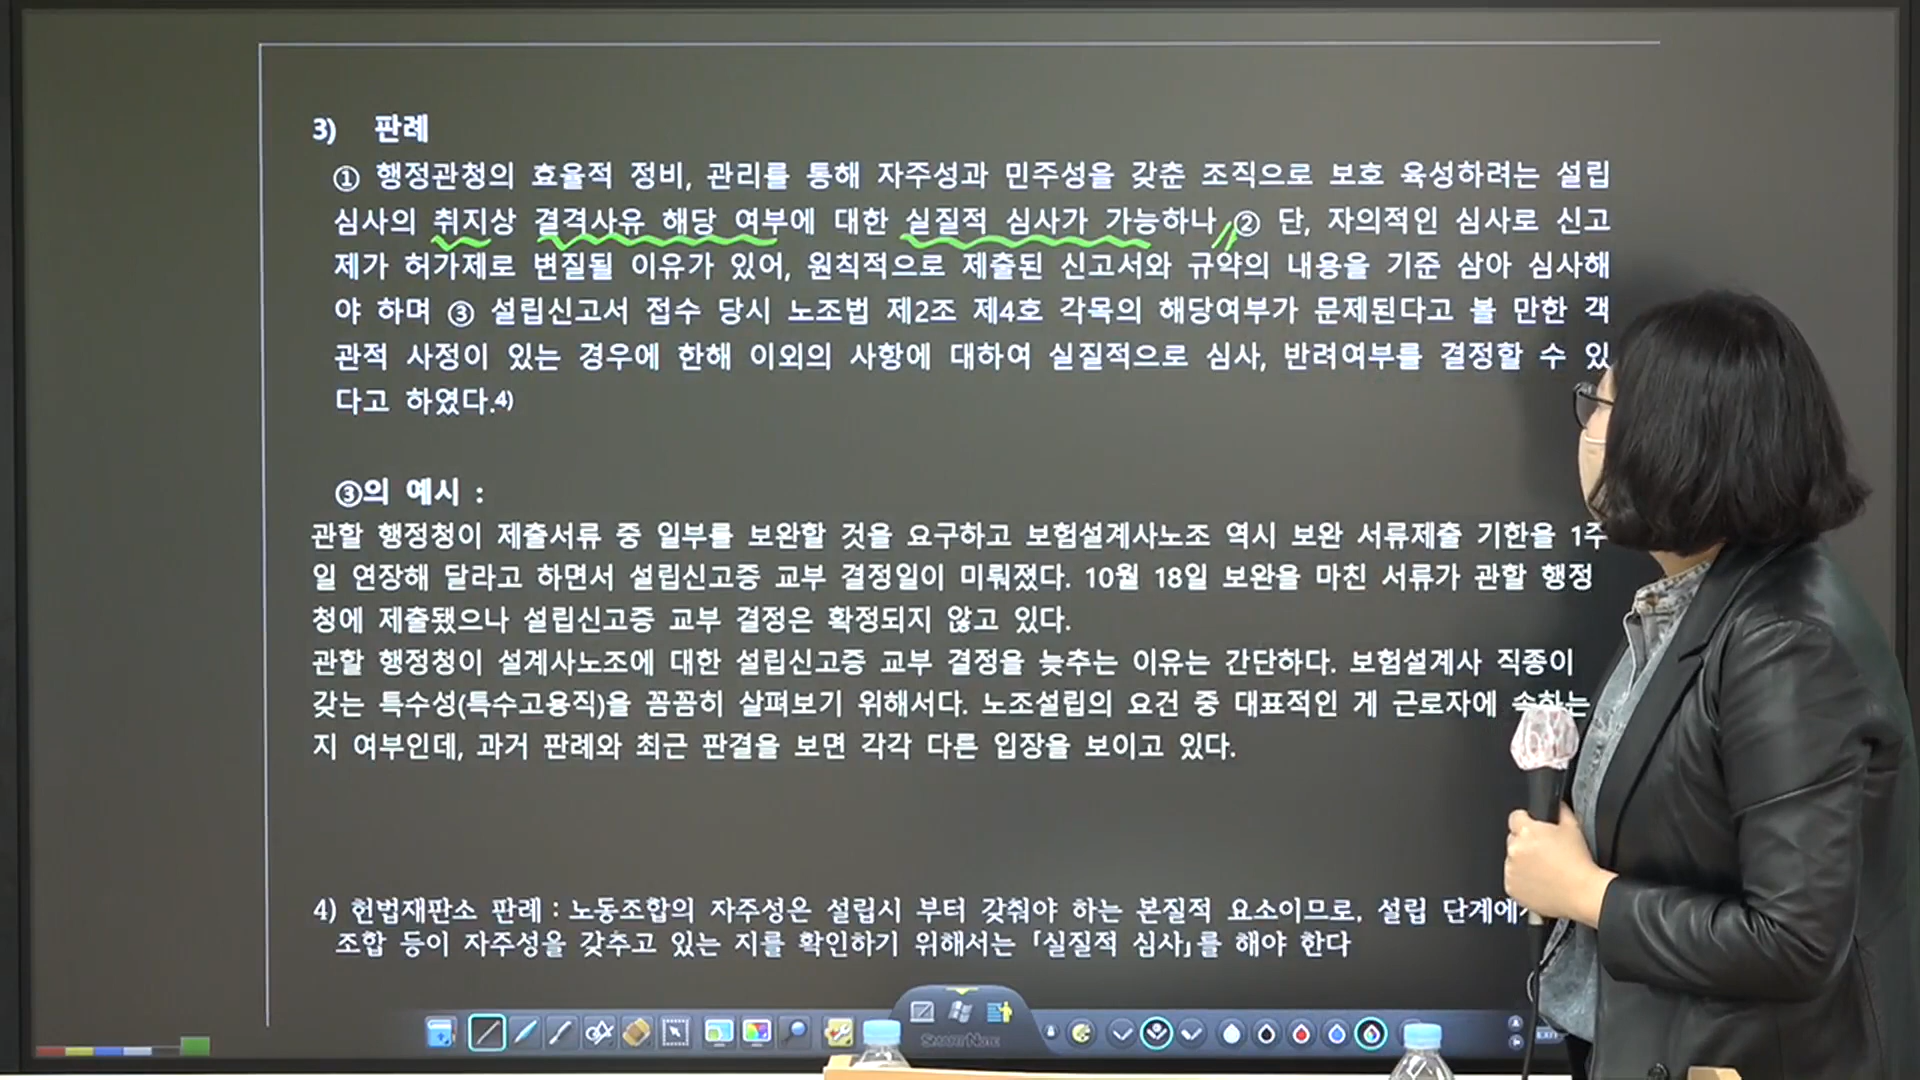 3) 판례
① 행정관청의 효율적 정비, 관리를 통해 자주성과 민주성을 갖춘 조직으로 보호 육성하려는 설립
심사의 취지상 결격사유 해당 여부에 대한 실질적 심사가 가능하나, ② 단, 자의적인 심사로 신고
제가 허가제로 변질될 이유가 있어, 원칙적으로 제출된 신고서와 규약의 내용을 기준 삼아 심사해
야 하며 ③ 설립신고서 접수 당시 노조법 제2조 제4호 각목의 해당여부가 문제된다고 볼 만한 객
관적 사정이 있는 경우에 한해 이외의 사항에 대하여 실질적으로 심사, 반려여부를 결정할 수 있
다고 하였다.4)
③의 예시 :
관할 행정청이 제출서류 중 일부를 보완할 것을 요구하고 보험설계사노조 역시 보완 서류제출 기한을 1주
일 연장해 달라고 하면서 설립신고증 교부 결정일이 미뤄졌다. 10월 18일 보완을 마친 서류가 관할 행정
청에 제출됐으나 설립신고증 교부 결정은 확정되지 않고 있다.
관할 행정청이 설계사노조에 대한 설립신고증 교부 결정을 늦추는 이유는 간단하다. 보험설계사 직종이
갖는 특수성(특수고용직)을 꼼꼼히 살펴보기 위해서다. 노조설립의 요건 중 대표적인 게 근로자에 속하는
지 여부인데, 과거 판례와 최근 판결을 보면 각각 다른 입장을 보이고 있다.
4) 헌법재판소 판례 : 노동조합의 자주성은 설립시 부터 갖춰야 하는 본질적 요소이므로, 설립
조합 등이 자주성을 갖추고 있는 지를 확인하기 위해서는 「실질적 심사」를 해야 한다